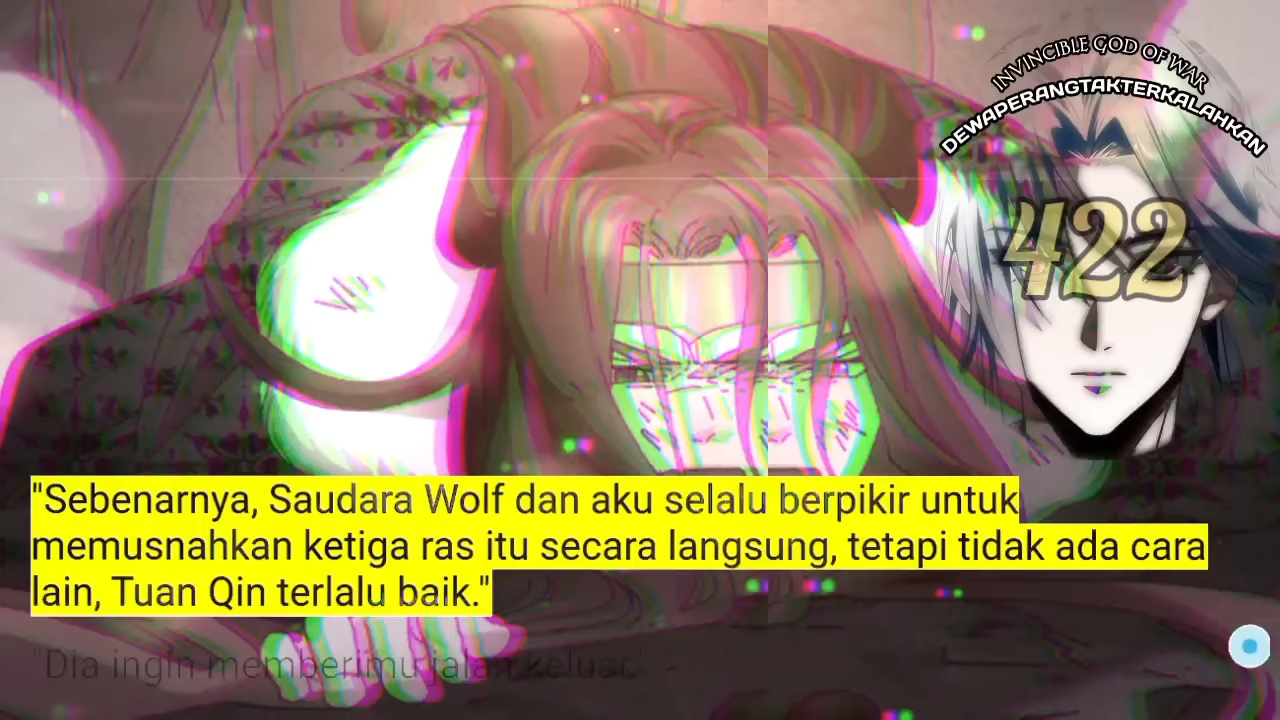 INVINCIBLE GOD OF WAR
DEWAPERANGTAKTERKALAHKAN
422
"Sebenarnya, Saudara Wolf dan aku selalu berpikir untuk
memusnahkan ketiga ras itu secara langsung, tetapi tidak ada cara
lain, Tuan Qin terlalu baik."
"Dia ingin memberimu jalan keluar."